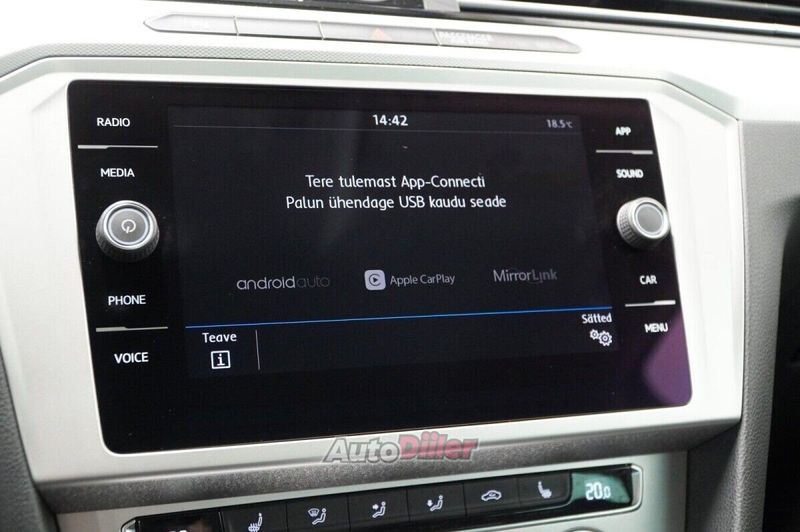 PASSENGER
RADIO
14:42
18.5°C
APP
MEDIA
Tere tulemast App-Connecti
SOUND
Palun ühendage USB kaudu seade
androidauto
Apple CarPlay
MirrorLink
CAR
PHONE
Sätted
MENU
VOICE
Teave
i
AutoDiiler
20.0